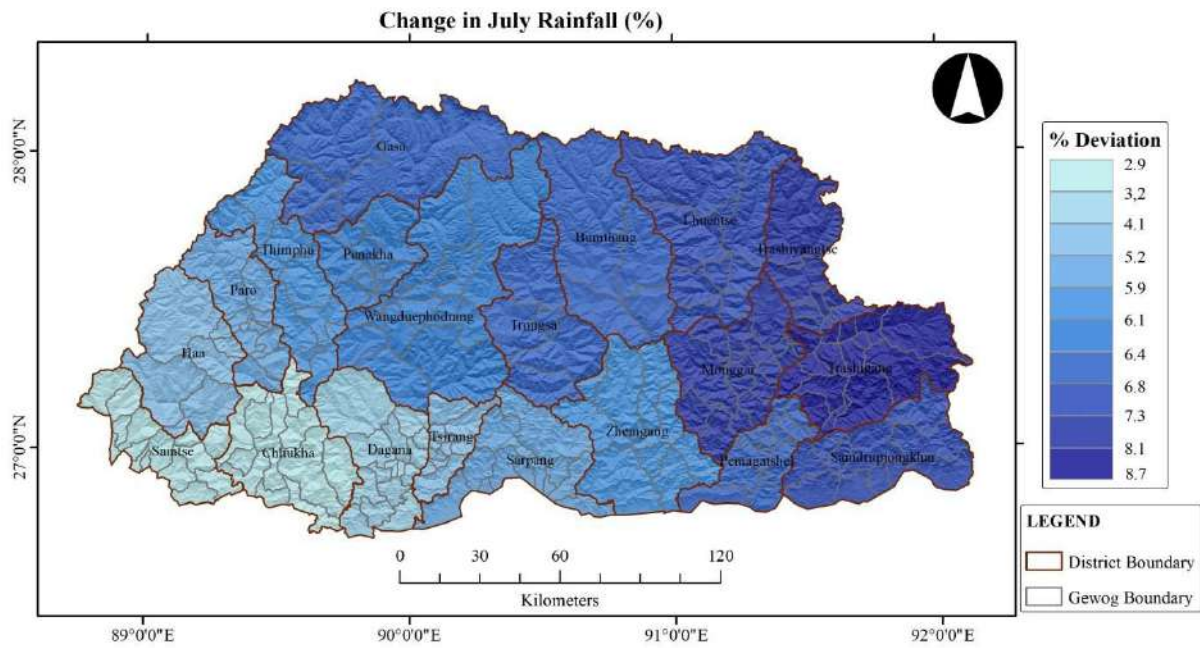 Change in July Rainfall (%)
28°0'0"N
27°0'0"N
Gasa
Thimphu
Punakha
Paro
Haa
Wangduephodrang
Trongsa
Bumthang
Lhuentse
Trashiyangtse
Monggar
Trashigang
Samtse
Chhukha
Dagana
Tsirang
Sarpang
Zhemgang
Pemagatshel
Samdrupjongkhar
0 30 60 120
Kilometers
89°0'0"E 90°0'0"E 91°0'0"E 92°0'0"E
% Deviation
2.9
3,2
4.1
5.2
5.9
6.1
6.4
6.8
7.3
8.1
8.7
LEGEND
District Boundary
Gewog Boundary